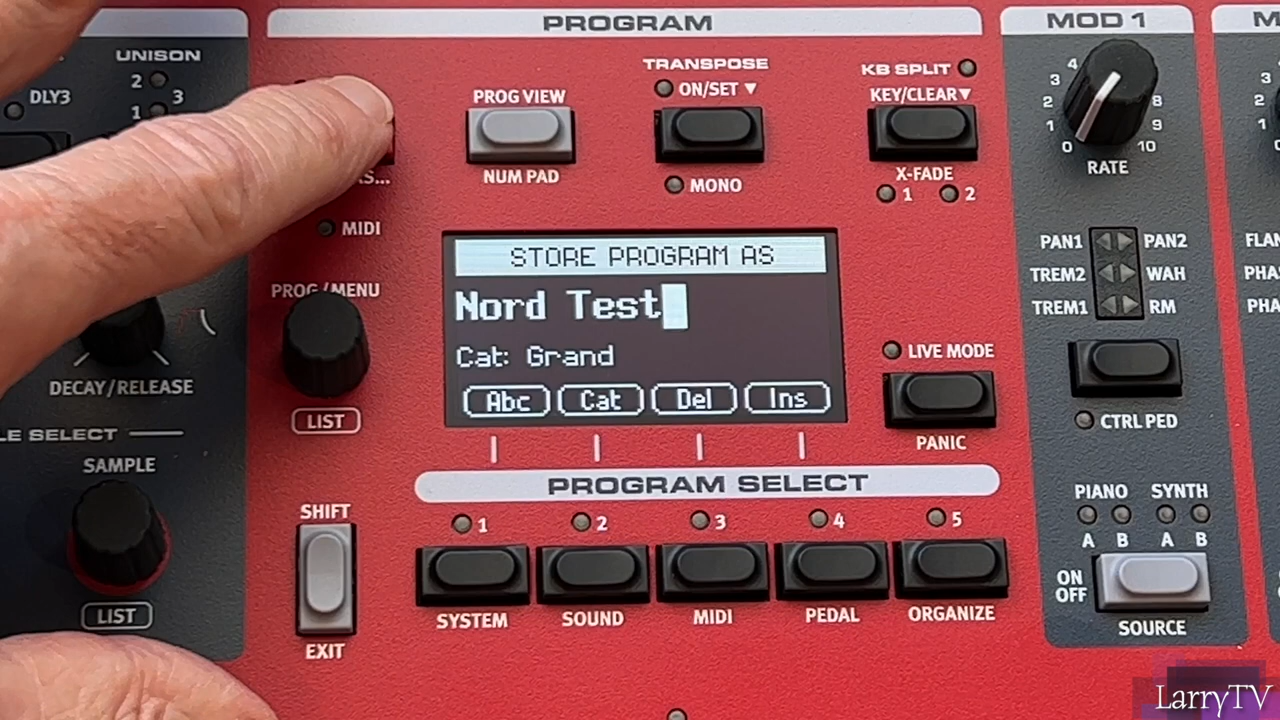 PROGRAM
MOD 1
UNISON
2
3
1
DLY3
TRANSPOSE
ON/SET ▼
MONO
PROG VIEW
NUM PAD
KB SPLIT
KEY/CLEAR▼
X-FADE
1 2
4
3
2
1
0
8
9
10
RATE
3
2
1
MIDI
PROG/MENU
LIST
STORE PROGRAM AS
Nord Test
Cat: Grand
Abc Cat Del Ins
LIVE MODE
PANIC
PAN1 PAN2
TREM2 WAH
TREM1 RM
CTRL PED
DECAY/RELEASE
SAMPLE
LIST
SHIFT
EXIT
PROGRAM SELECT
1 2 3 4 5
SYSTEM SOUND MIDI PEDAL ORGANIZE
PIANO SYNTH
A B A B
ON
OFF
SOURCE
LarryTV